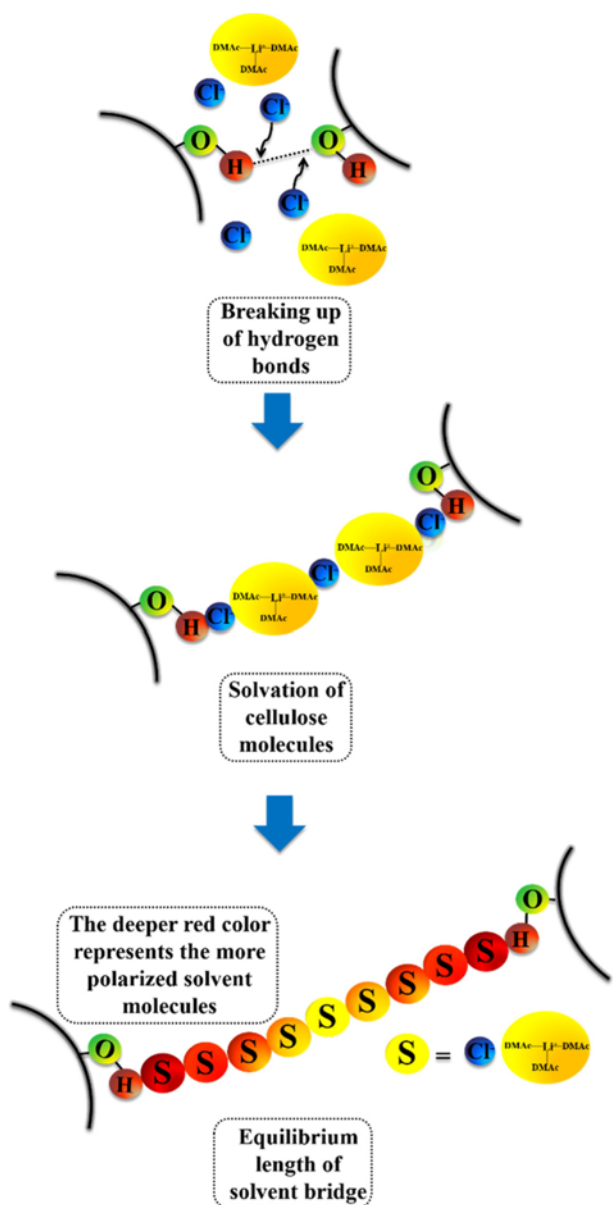 DMAc—Li⁺—DMAc
DMAc
Cl⁻
Cl⁻
O
H
O
H
Cl⁻
Cl⁻
DMAc—Li⁺—DMAc
DMAc
Breaking up
of hydrogen
bonds
O
H
Cl⁻
DMAc—Li⁺—DMAc
DMAc
Cl⁻
O
H
Cl⁻
DMAc—Li⁺—DMAc
DMAc
Solvation of
cellulose
molecules
The deeper red color
represents the more
polarized solvent
molecules
O
H
S
S
S
S
S
S
S
S
S
H
O
S = Cl⁻ DMAc—Li⁺—DMAc
DMAc
Equilibrium
length of
solvent bridge